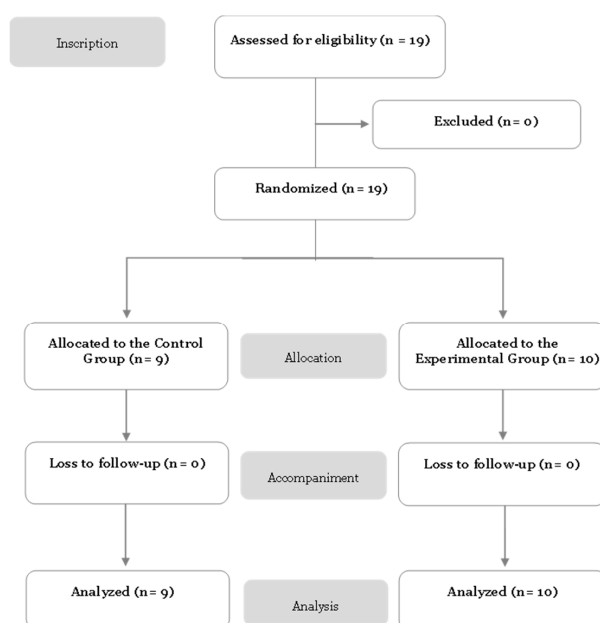 Inscription
Assessed for eligibility (n = 19)
Excluded (n= 0)
Randomized (n= 19)
Allocated to the Control
Group (n= 9)
Allocation
Allocated to the
Experimental Group (n= 10)
Loss to follow-up (n= 0)
Accompaniment
Loss to follow-up (n= 0)
Analyzed (n= 9)
Analysis
Analyzed (n= 10)